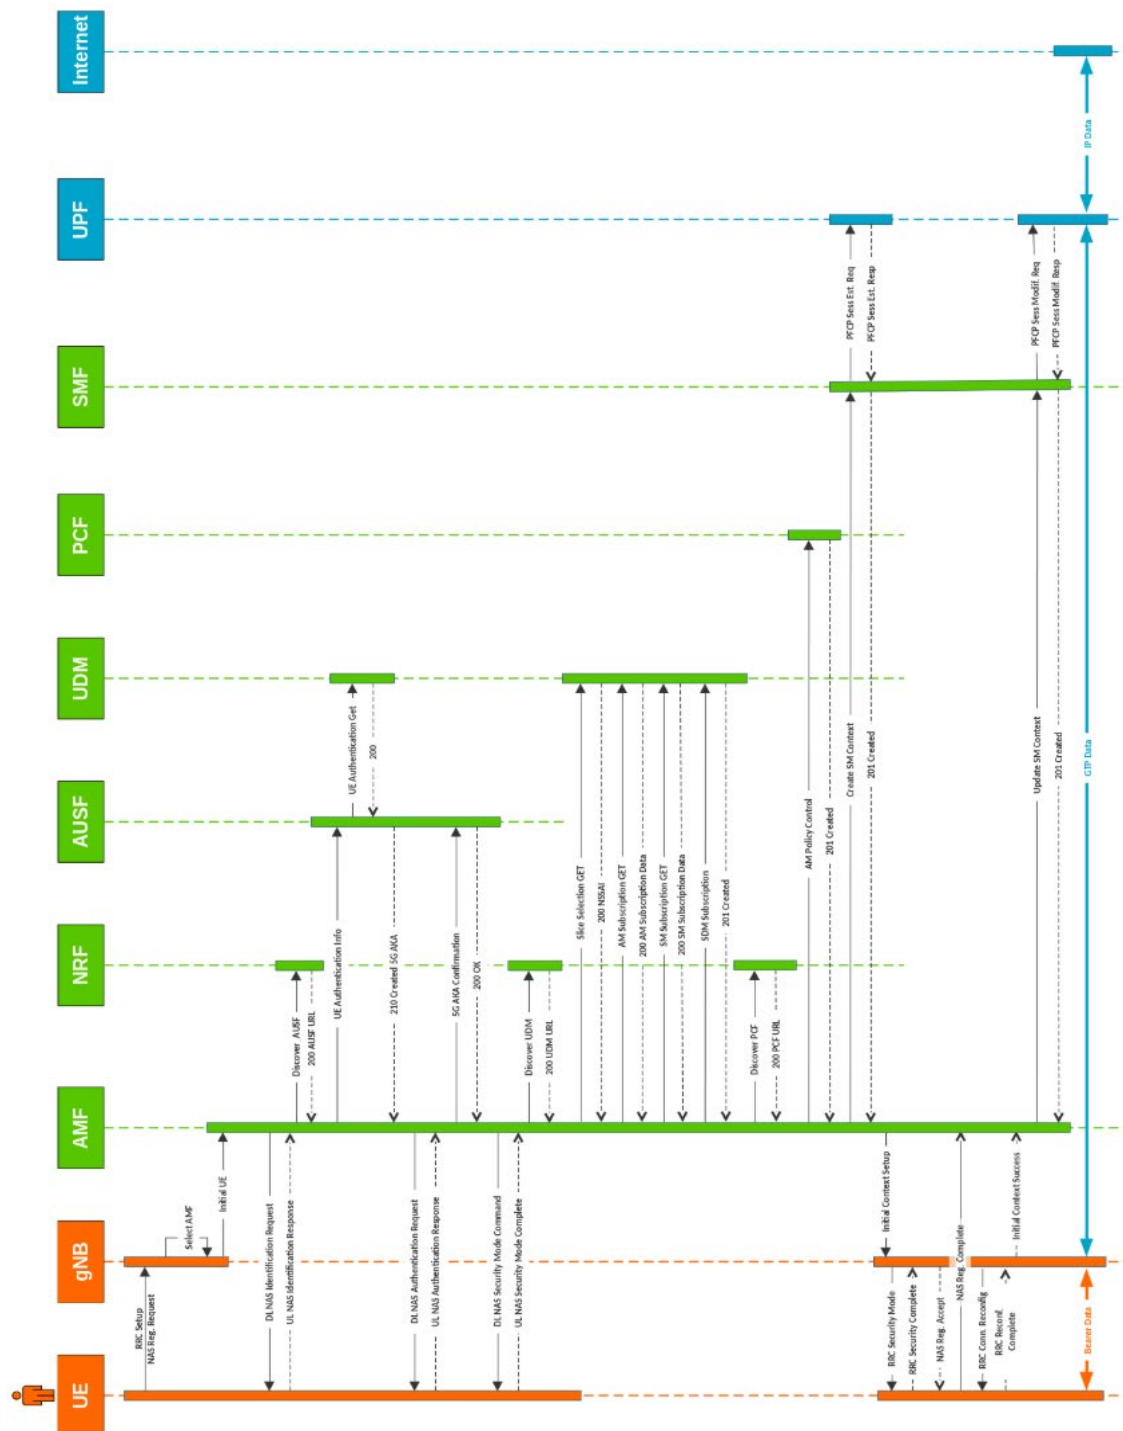 UE
gNB
AMF
NRF
AUSF
UDM
PCF
SMF
UPF
Internet
RRC Setup
NAS Reg. Request
Select AMF
Initial UE
DL NAS Identification Request
UL NAS Identification Response
Discover AUSF
200 AUSF URL
UE Authentication Info
UE Authentication Get
200
210 Created 5G AKA
DL NAS Authentication Request
UL NAS Authentication Response
5G AKA Confirmation
200 OK
DL NAS Security Mode Command
UL NAS Security Mode Complete
Discover UDM
200 UDM URL
Slice Selection GET
200 NSSAI
AM Subscription GET
200 AM Subscription Data
SM Subscription GET
200 SM Subscription Data
SDM Subscription
201 Created
Discover PCF
200 PCF URL
AM Policy Control
201 Created
Create SM Context
PFCP Sess Est. Req
PFCP Sess Est. Resp
201 Created
Initial Context Setup
RRC Security Mode
RRC Security Complete
NAS Reg. Accept
NAS Reg. Complete
RRC Conn. Reconfig
RRC Reconf.
Complete
Initial Context Success
Update SM Context
PFCP Sess Modif. Req
PFCP Sess Modif. Resp
201 Created
Bearer Data
GTP Data
IP Data